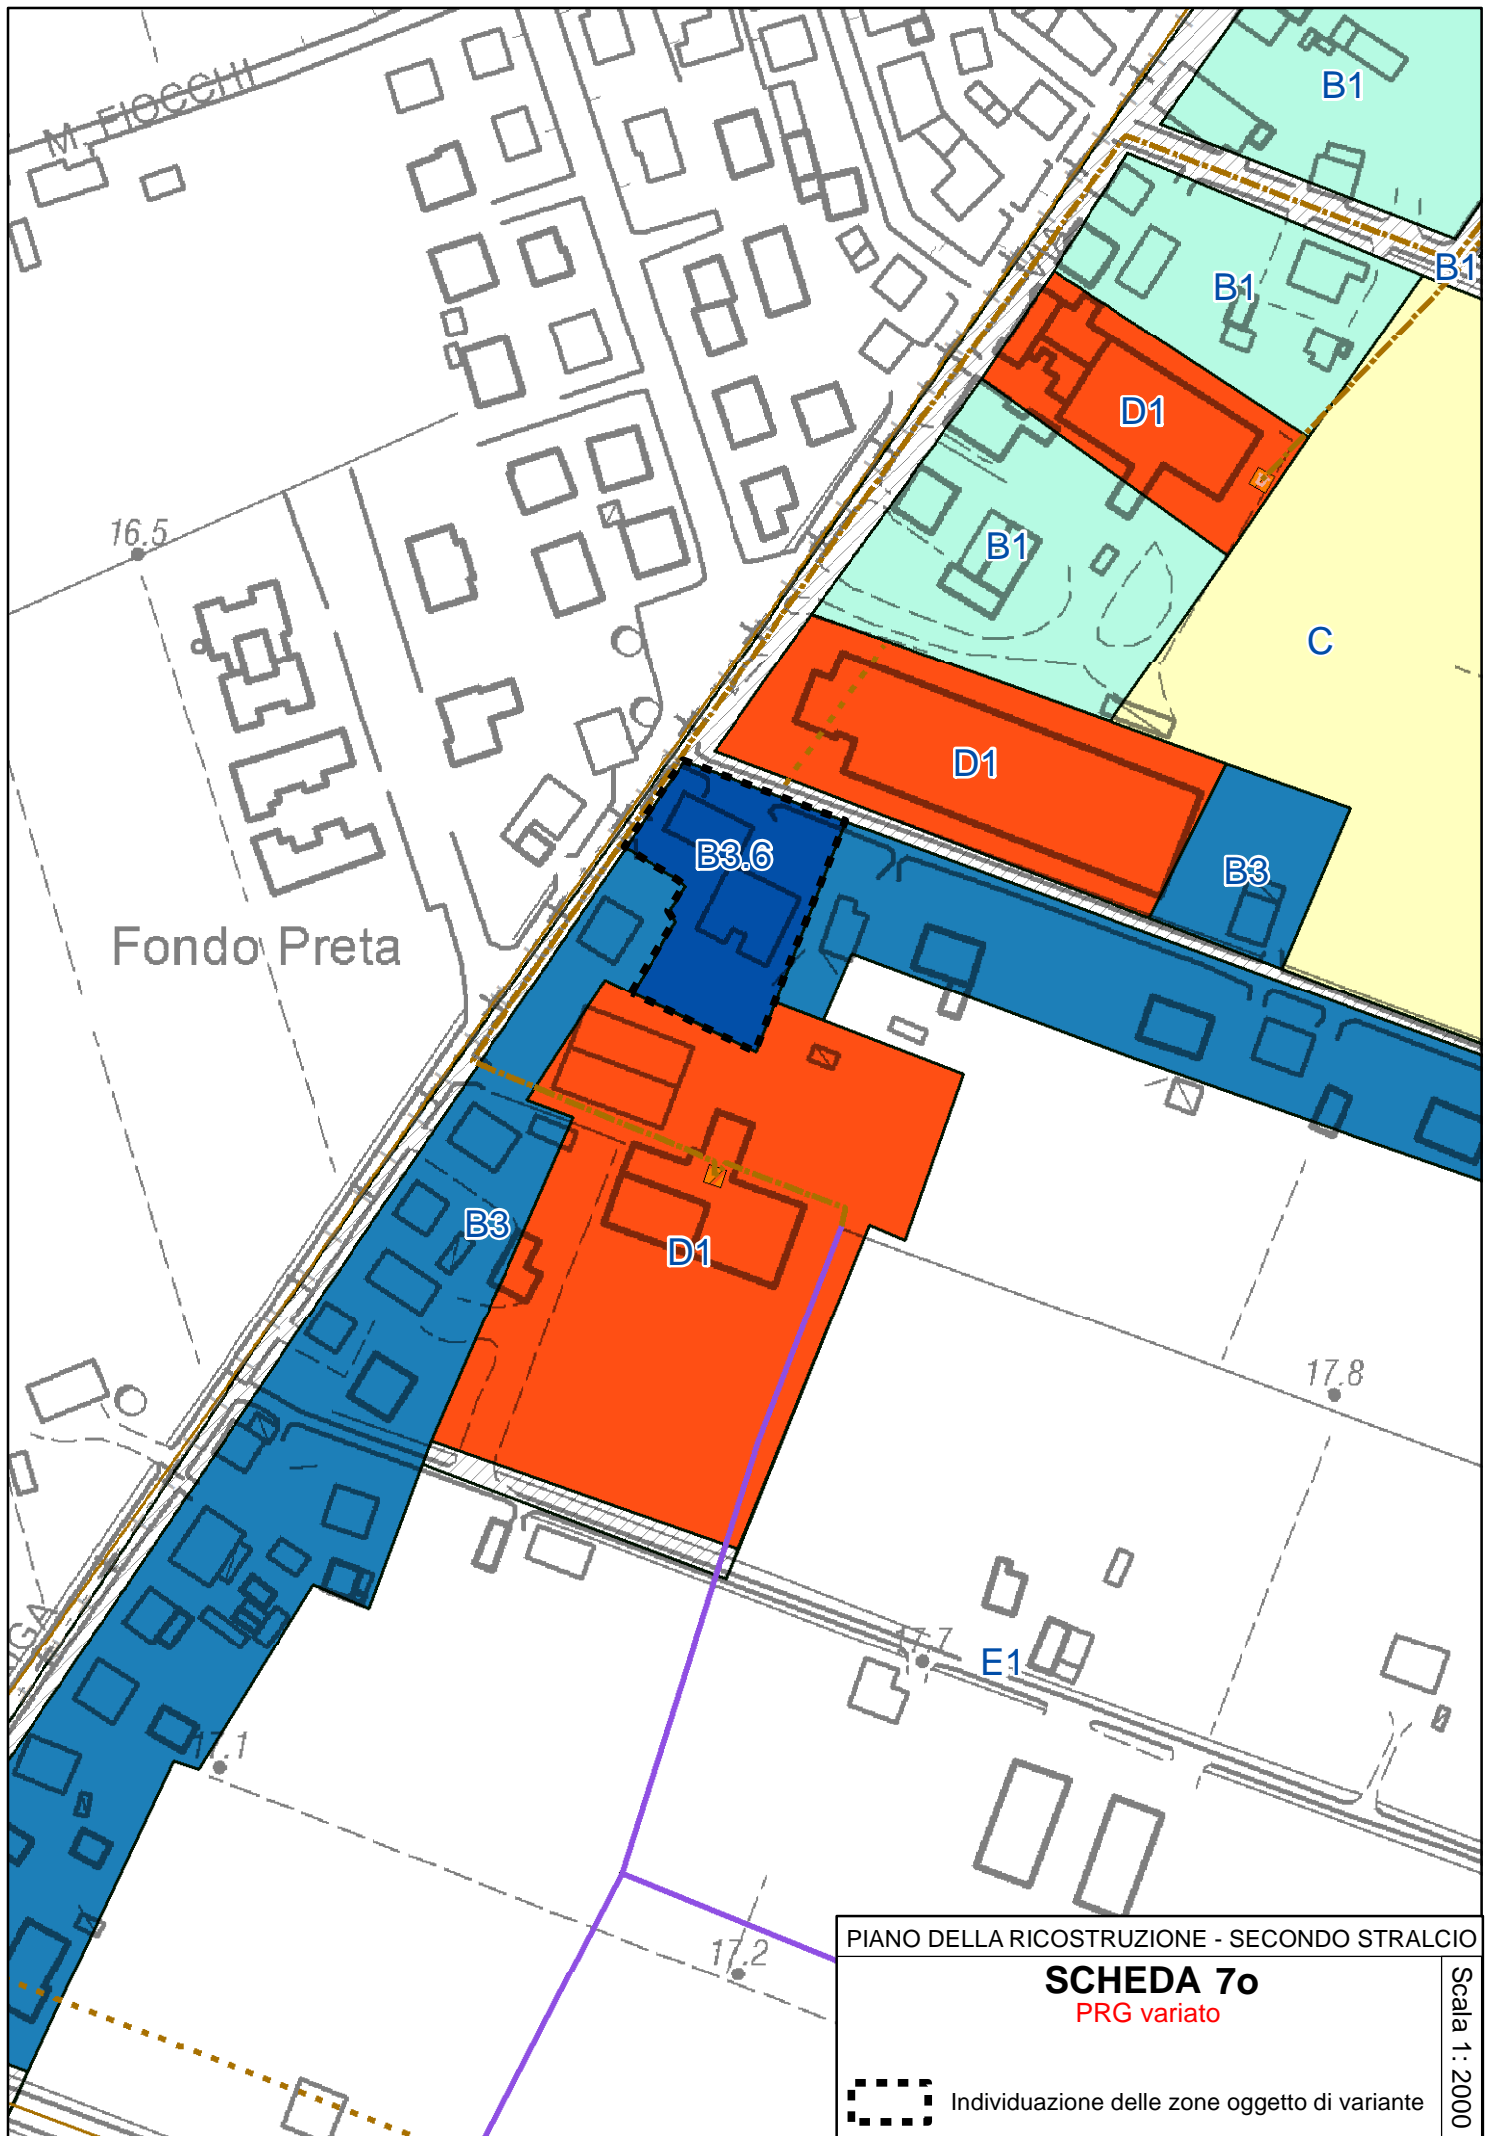 M. FIOCCHI
B1
B1
B1
D1
16.5
B1
C
D1
B3.6
B3
Fondo Preta
B3
D1
17.8
17.7
E1
17.1
17.2
PIANO DELLA RICOSTRUZIONE - SECONDO STRALCIO
SCHEDA 7o
PRG variato
Scala 1: 2000
Individuazione delle zone oggetto di variante